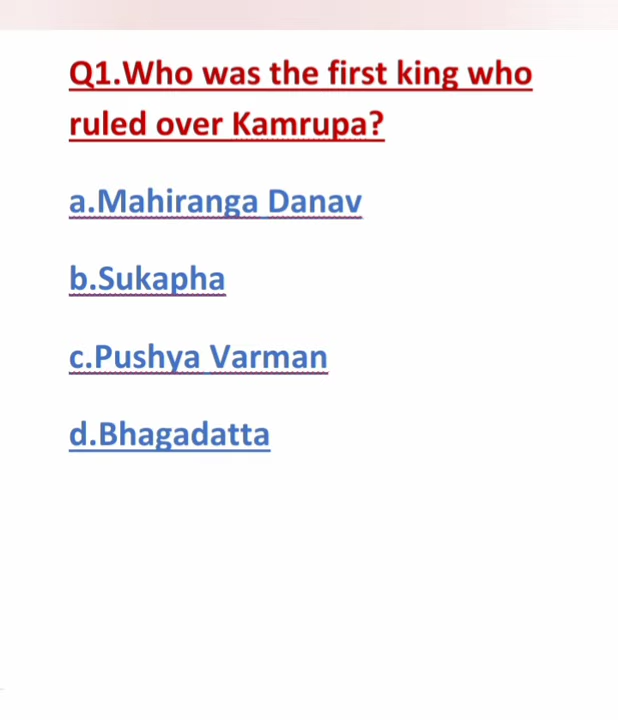 Q1.Who was the first king who
ruled over Kamrupa?
a.Mahiranga Danav
b.Sukapha
c.Pushya Varman
d.Bhagadatta